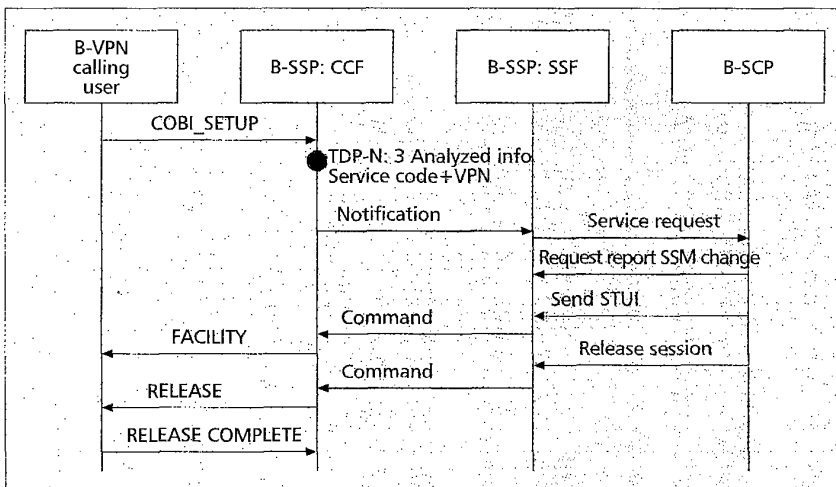 B-VPN
calling
user
B-SSP: CCF
B-SSP: SSF
B-SCP
COBI_SETUP
TDP-N: 3 Analyzed info
Service code+VPN
Notification
Service request
Request report SSM change
Send STUI
Command
FACILITY
Release session
Command
RELEASE
RELEASE COMPLETE